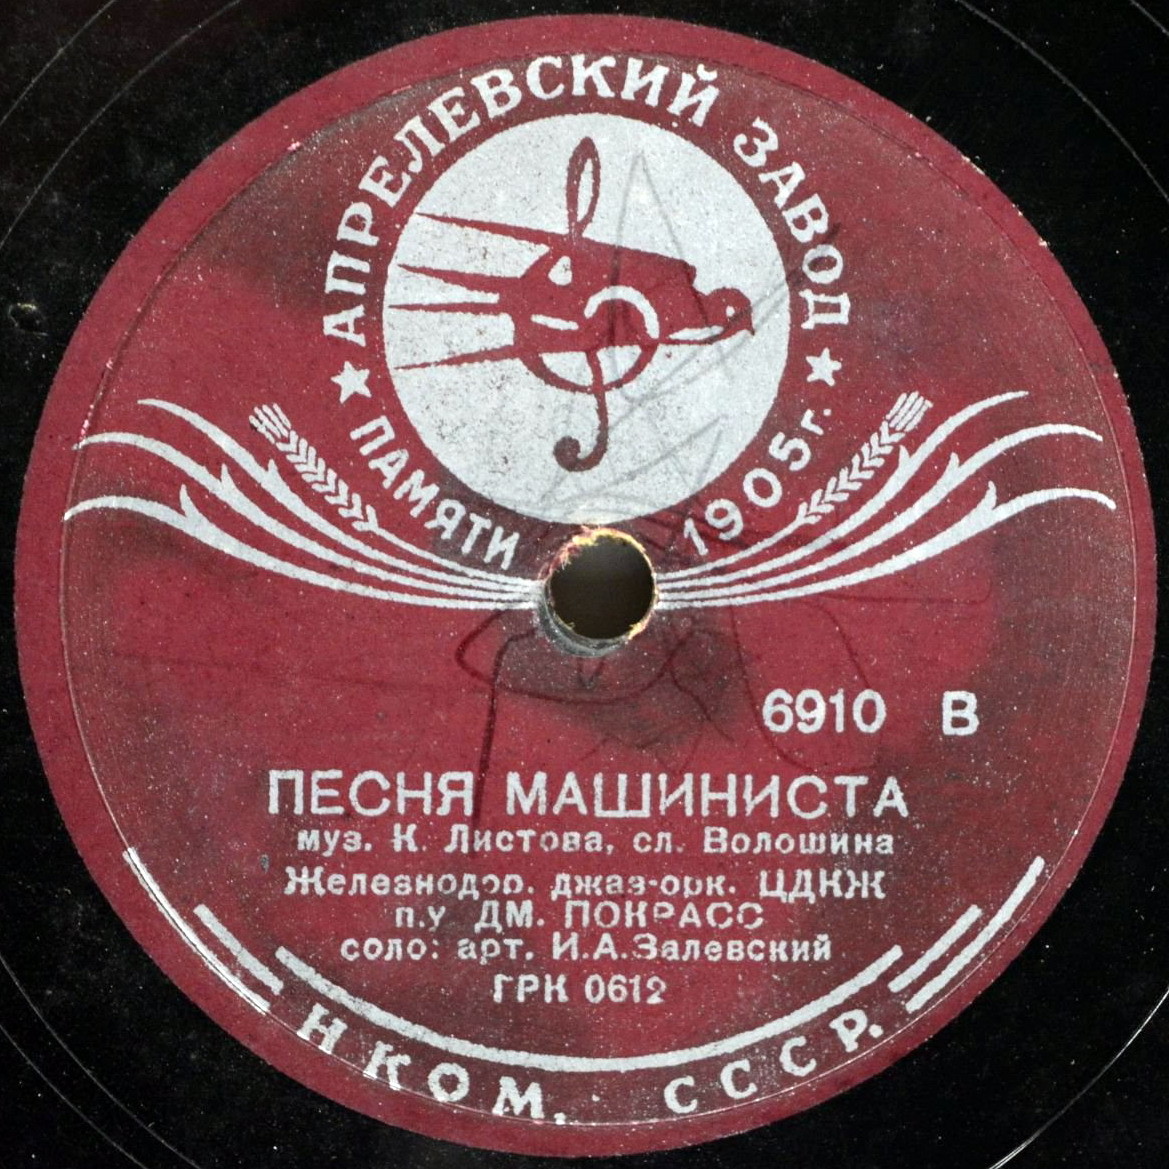 АПРЕЛЕВСКИЙ ЗАВОД
★ ПАМЯТИ 1905г. ★
6910 В
ПЕСНЯ МАШИНИСТА
муз. К. Листова, сл. Волошина
Железнодор. джаз-орк. ЦДКЖ
п.у ДМ. ПОКРАСС
соло: арт. И.А.Залевский
ГРК 0612
НКОМ. СССР.